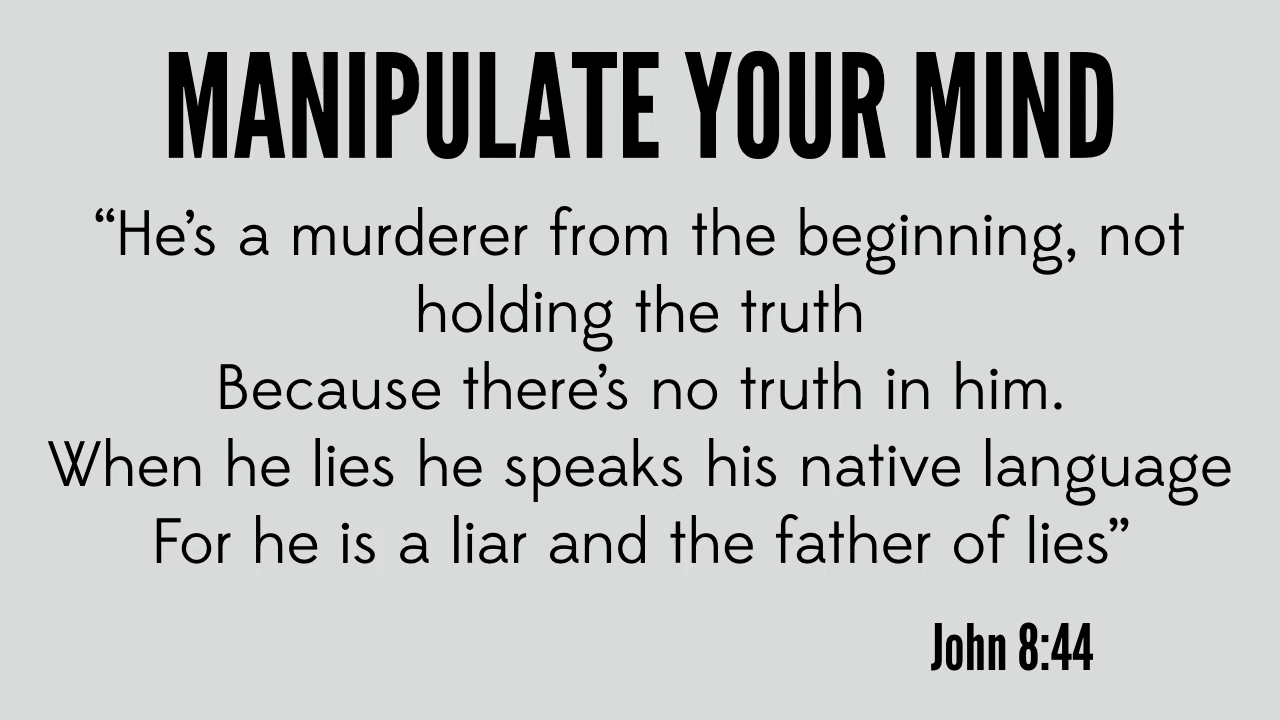 MANIPULATE YOUR MIND
“He’s a murderer from the beginning, not
holding the truth
Because there’s no truth in him.
When he lies he speaks his native language
For he is a liar and the father of lies”
John 8:44